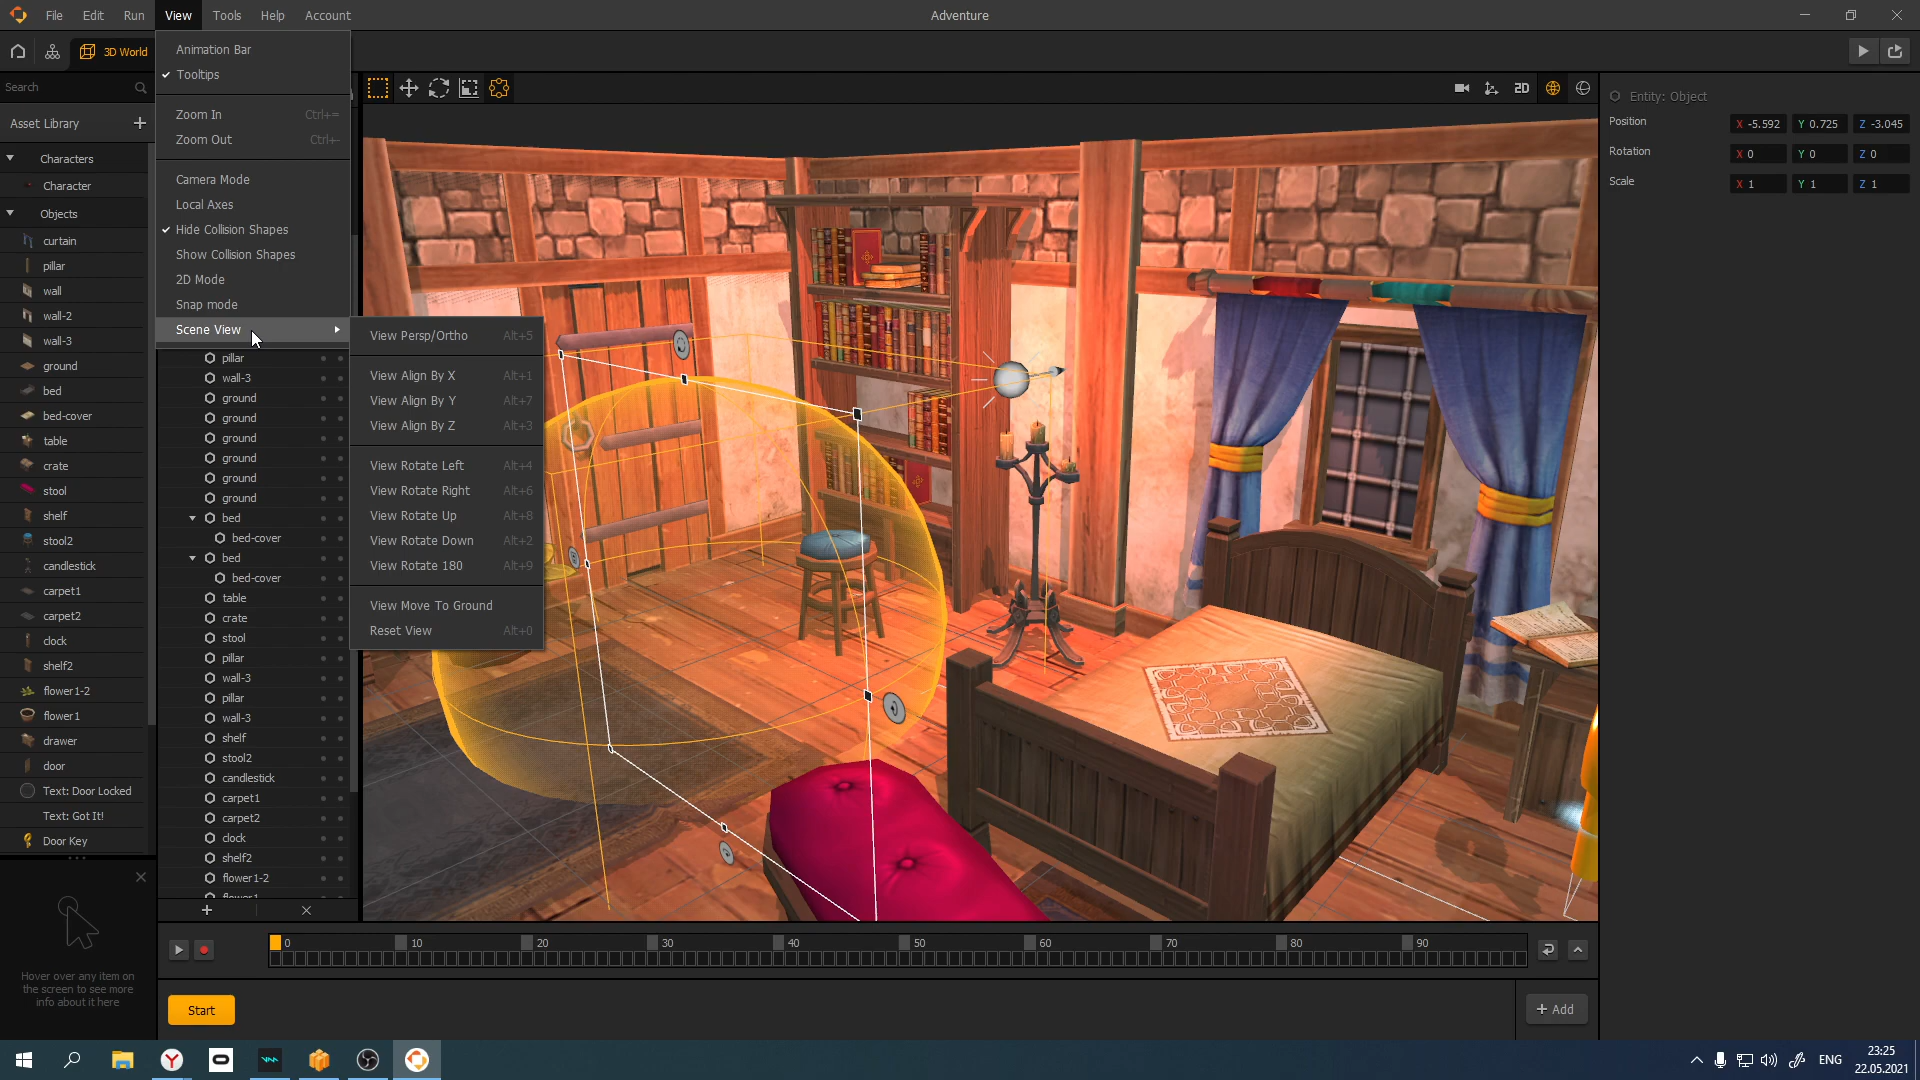 File Edit Run View Tools Help Account
Adventure
3D World
Search
Asset Library
Characters
Character
Objects
curtain
pillar
wall
wall-2
wall-3
ground
bed
bed-cover
table
crate
stool
shelf
stool2
candlestick
carpet1
carpet2
clock
shelf2
flower1-2
flower1
drawer
door
Text: Door Locked
Text: Got It!
Door Key
Hover over any item on
the screen to see more
info about it here
Animation Bar
Tooltips
Zoom In Ctrl+=
Zoom Out Ctrl+-
Camera Mode
Local Axes
Hide Collision Shapes
Show Collision Shapes
2D Mode
Snap mode
Scene View
View Persp/Ortho Alt+5
View Align By X Alt+1
View Align By Y Alt+7
View Align By Z Alt+3
View Rotate Left Alt+4
View Rotate Right Alt+6
View Rotate Up Alt+8
View Rotate Down Alt+2
View Rotate 180 Alt+9
View Move To Ground
Reset View Alt+0
pillar
wall-3
ground
ground
ground
ground
ground
ground
bed
bed-cover
bed
bed-cover
table
crate
stool
pillar
wall-3
pillar
wall-3
shelf
stool2
candlestick
carpet1
carpet2
clock
shelf2
flower1-2
flower1
2D
Entity: Object
Position X -5.592 Y 0.725 Z -3.045
Rotation X 0 Y 0 Z 0
Scale X 1 Y 1 Z 1
0 10 20 30 40 50 60 70 80 90
Start
+ Add
ENG
23:25
22.05.2021